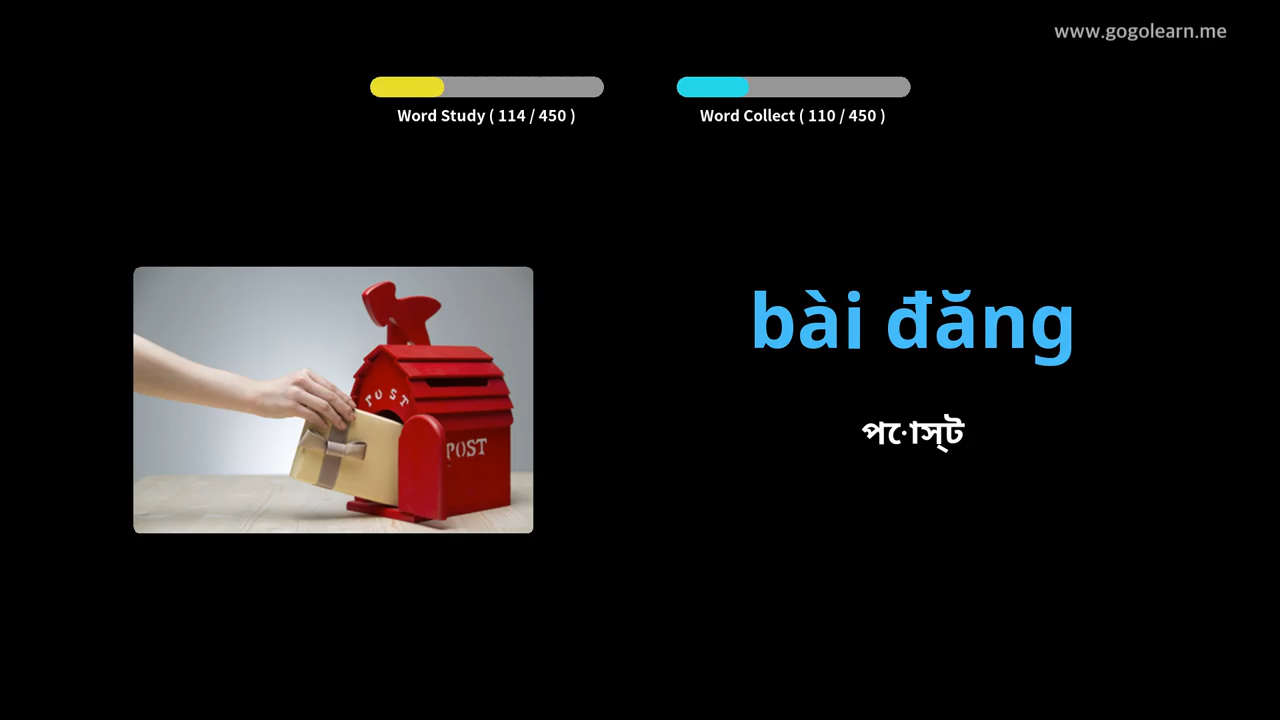 www.gogolearn.me
Word Study ( 114 / 450 )
Word Collect ( 110 / 450 )
bài đăng
পোস্ট
POST
POST